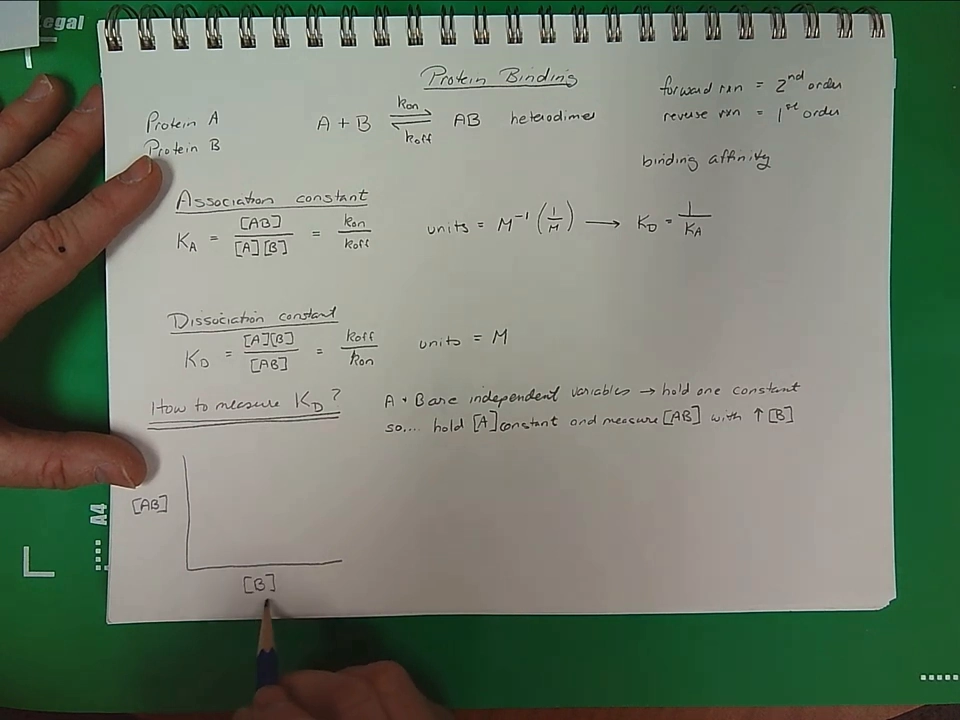 legal
Protein Binding
forward rxn = 2nd order
reverse rxn = 1st order
Protein A
Protein B
A + B kon ⇌ koff AB heterodimer
binding affinity
Association constant
KA = [AB] / [A][B] = kon / koff
units = M⁻¹ (1/M) → KD = 1/KA
Dissociation constant
KD = [A][B] / [AB] = koff / kon
units = M
How to measure KD?
A + B are independent variables → hold one constant
so.... hold [A] constant and measure [AB] with ↑ [B]
[AB]
[B]
A4